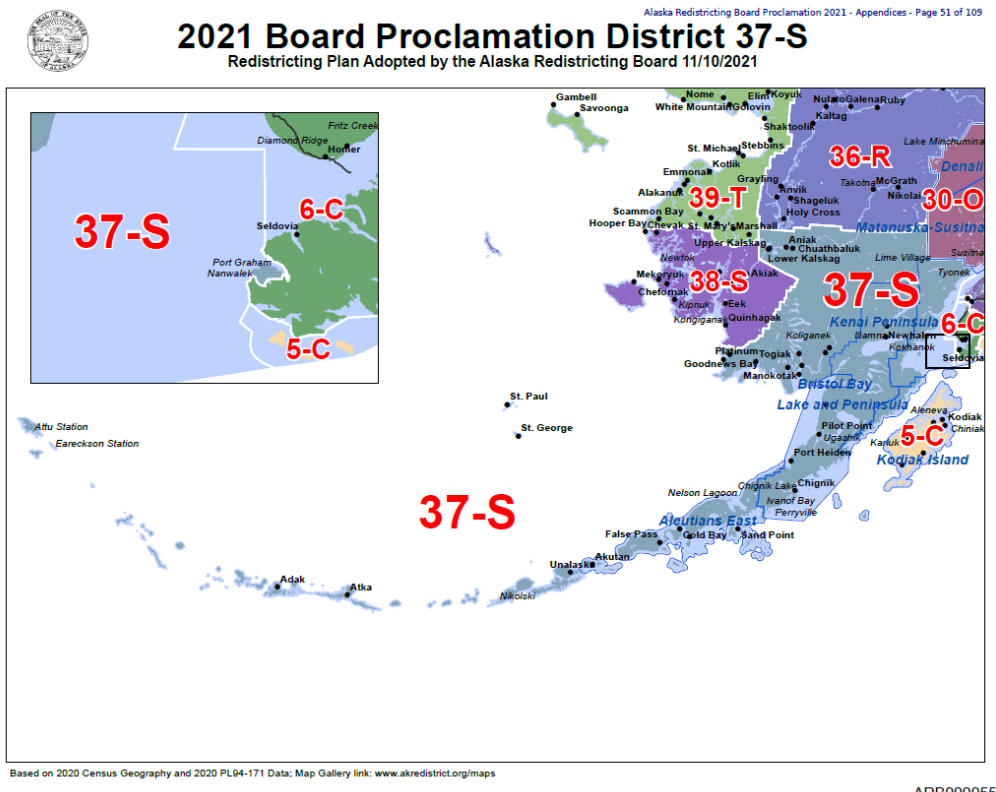 Alaska Redistricting Board Proclamation 2021 - Appendices - Page 51 of 109
2021 Board Proclamation District 37-S
Redistricting Plan Adopted by the Alaska Redistricting Board 11/10/2021
Fritz Creek
Diamond Ridge
Homer
6-C
37-S
Seldovia
Port Graham
Nanwalek
5-C
Gambell
Savoonga
Nome
Elim
Koyuk
White Mountain
Golovin
Shaktoolik
Nulato
Galena
Ruby
Kaltag
St. Michael
Stebbins
Kotlik
36-R
Lake Minchumina
Denali
Emmonak
Grayling
Takotna
McGrath
Nikolai
30-O
Alakanuk
39-T
Anvik
Shageluk
Holy Cross
Scammon Bay
Hooper Bay
Chevak
St. Mary's
Marshall
Matanuska-Susitna
Upper Kalskag
Aniak
Chuathbaluk
Lower Kalskag
Lime Village
Susitna
Newtok
Tyonek
Mekoryuk
38-S
Akiak
37-S
Chefornak
Kipnuk
Eek
Kongiganak
Quinhagak
Kenai Peninsula
6-C
Koliganek
Iliamna
Newhalen
Kokhanok
Seldovia
Platinum
Togiak
Goodnews Bay
Manokotak
Bristol Bay
Lake and Peninsula
St. Paul
St. George
Aleneva
Kodiak
Chiniak
Pilot Point
Ugashik
Karluk
5-C
Kodiak Island
Port Heiden
Attu Station
Eareckson Station
37-S
Nelson Lagoon
Chignik Lake
Chignik
Ivanof Bay
Perryville
Aleutians East
False Pass
Cold Bay
Sand Point
Akutan
Unalaska
Adak
Atka
Nikolski
Based on 2020 Census Geography and 2020 PL94-171 Data; Map Gallery link: www.akredistrict.org/maps